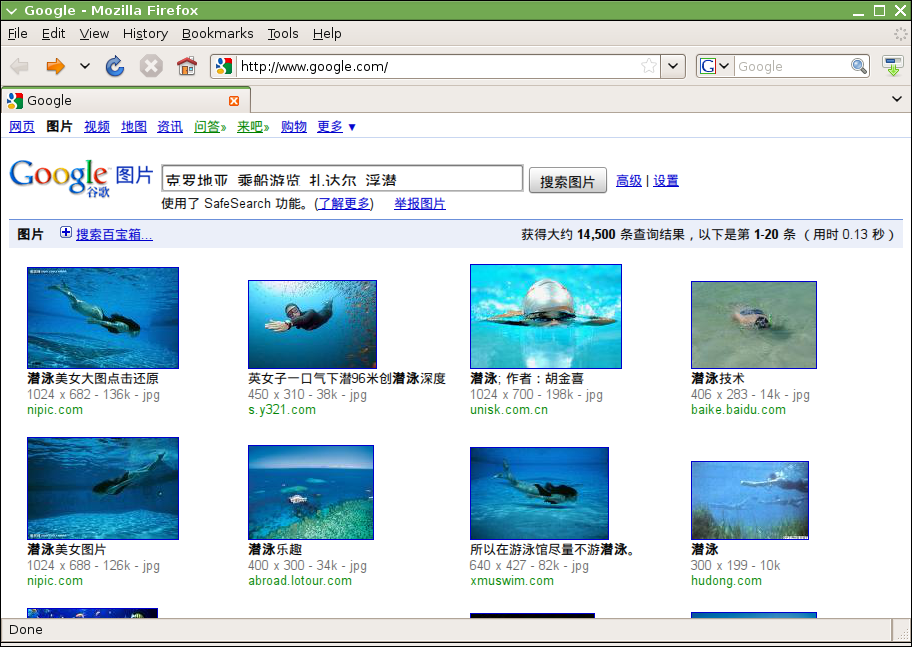 Google - Mozilla Firefox
File Edit View History Bookmarks Tools Help
http://www.google.com/
G Google
Google
网页 图片 视频 地图 资讯 问答» 来吧» 购物 更多 ▼
Google 谷歌 图片 克罗地亚 乘船游览 扎达尔 浮潜 搜索图片 高级 | 设置
使用了 SafeSearch 功能。(了解更多) 举报图片
图片 搜索百宝箱... 获得大约 14,500 条查询结果，以下是第 1-20 条 （用时 0.13 秒）
潜泳美女大图点击还原
1024 x 682 - 136k - jpg
nipic.com
英女子一口气下潜96米创潜泳深度
450 x 310 - 38k - jpg
s.y321.com
潜泳; 作者：胡金喜
1024 x 700 - 198k - jpg
unisk.com.cn
潜泳技术
406 x 283 - 14k - jpg
baike.baidu.com
潜泳美女图片
1024 x 688 - 126k - jpg
nipic.com
潜泳乐趣
400 x 300 - 34k - jpg
abroad.lotour.com
所以在游泳馆尽量不游潜泳。
640 x 427 - 82k - jpg
xmuswim.com
潜泳
300 x 199 - 10k
hudong.com
Done